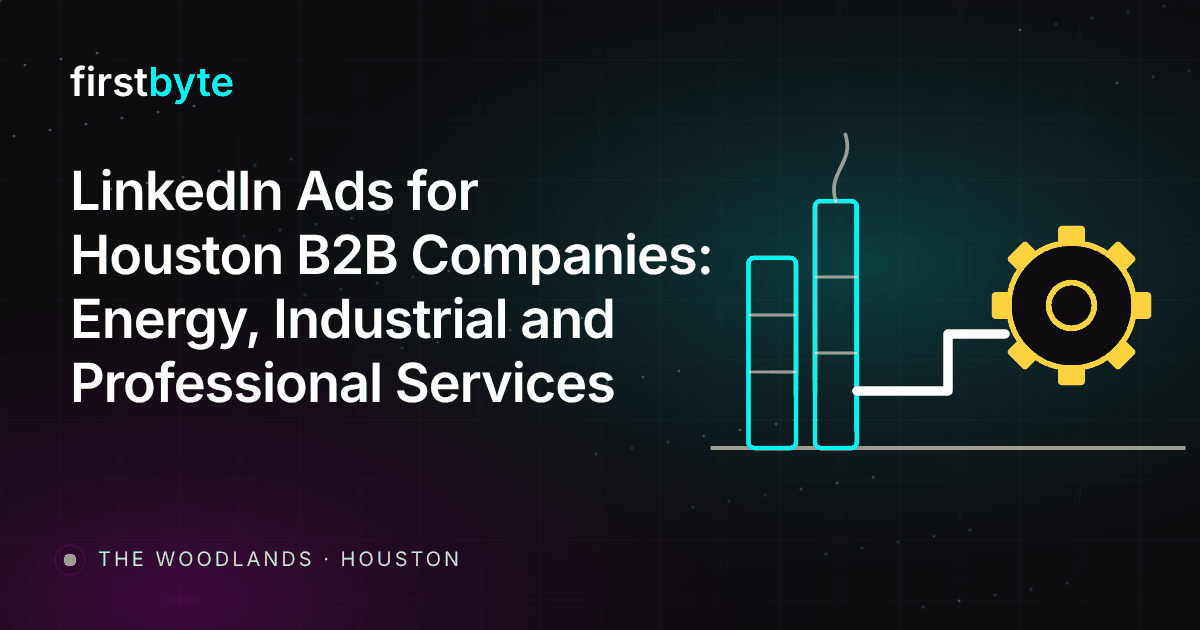 firstbyte
LinkedIn Ads for
Houston B2B Companies:
Energy, Industrial and
Professional Services
THE WOODLANDS · HOUSTON